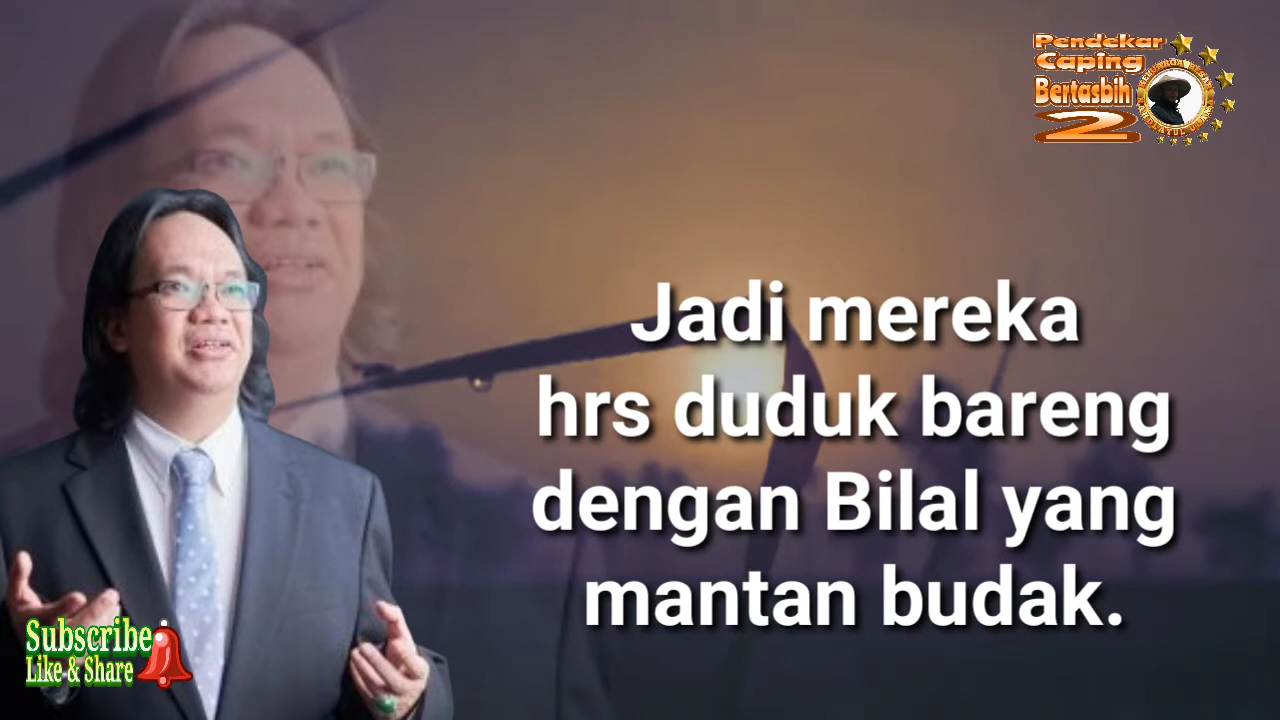 Pendekar
Caping
Bertasbih
2
Jadi mereka
hrs duduk bareng
dengan Bilal yang
mantan budak.
Subscribe
Like & Share